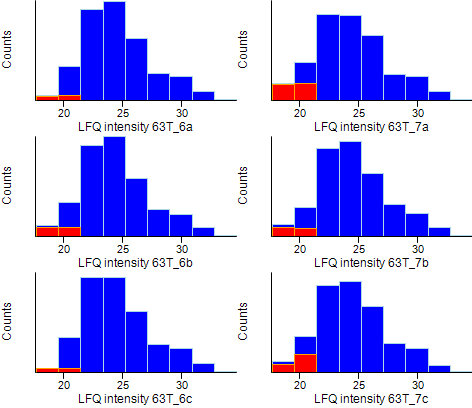 Counts
20 25 30
LFQ intensity 63T_6a
Counts
20 25 30
LFQ intensity 63T_7a
Counts
20 25 30
LFQ intensity 63T_6b
Counts
20 25 30
LFQ intensity 63T_7b
Counts
20 25 30
LFQ intensity 63T_6c
Counts
20 25 30
LFQ intensity 63T_7c